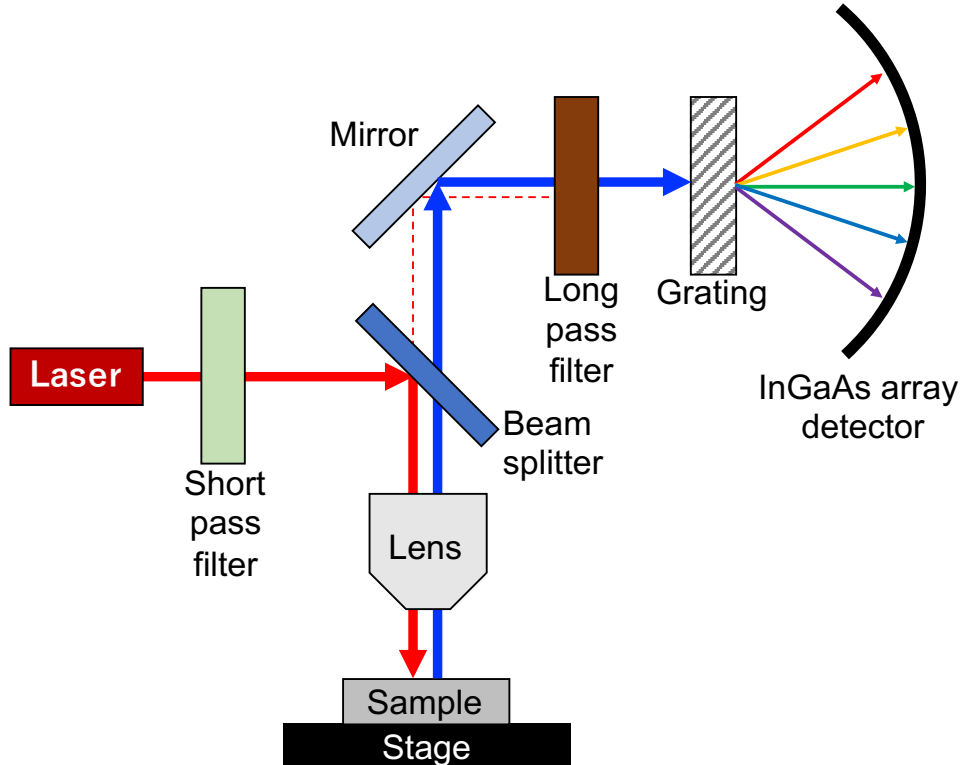 Mirror
Long
pass
filter
Grating
InGaAs array
detector
Laser
Short
pass
filter
Beam
splitter
Lens
Sample
Stage